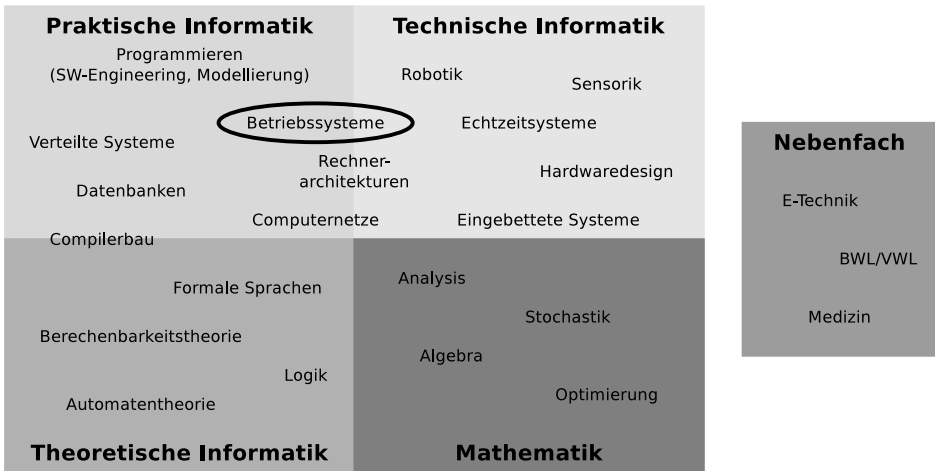 Praktische Informatik
Programmieren
(SW-Engineering, Modellierung)
Betriebssysteme
Verteilte Systeme
Rechner-
architekturen
Datenbanken
Computernetze
Compilerbau
Technische Informatik
Robotik
Sensorik
Echtzeitsysteme
Hardwaredesign
Eingebettete Systeme
Formale Sprachen
Berechenbarkeitstheorie
Logik
Automatentheorie
Theoretische Informatik
Analysis
Stochastik
Algebra
Optimierung
Mathematik
Nebenfach
E-Technik
BWL/VWL
Medizin